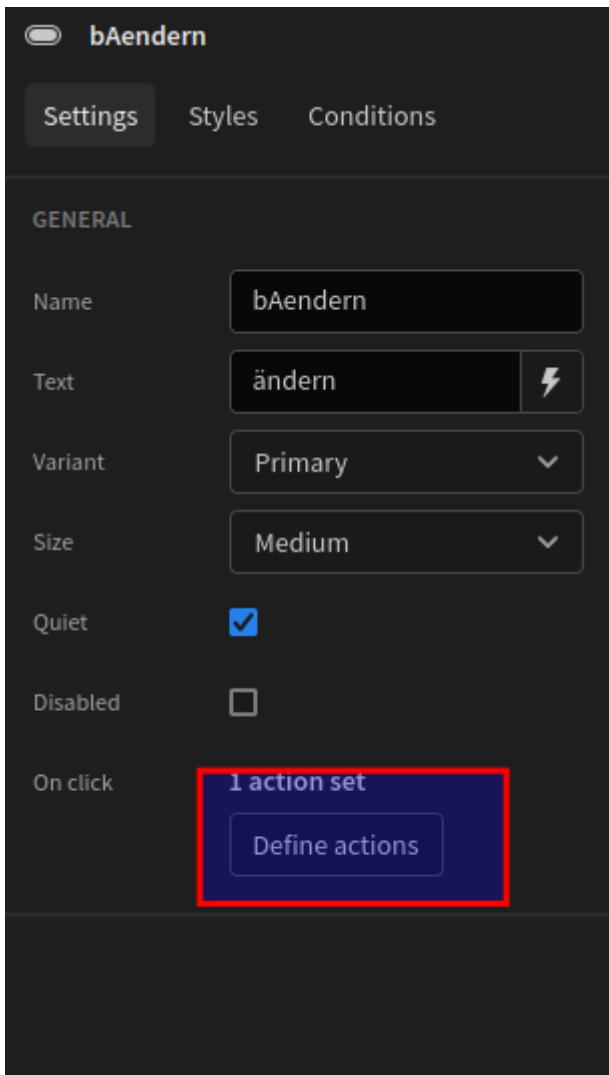 bAendern
Settings Styles Conditions
GENERAL
Name bAendern
Text ändern
Variant Primary
Size Medium
Quiet
Disabled
On click 1 action set
Define actions